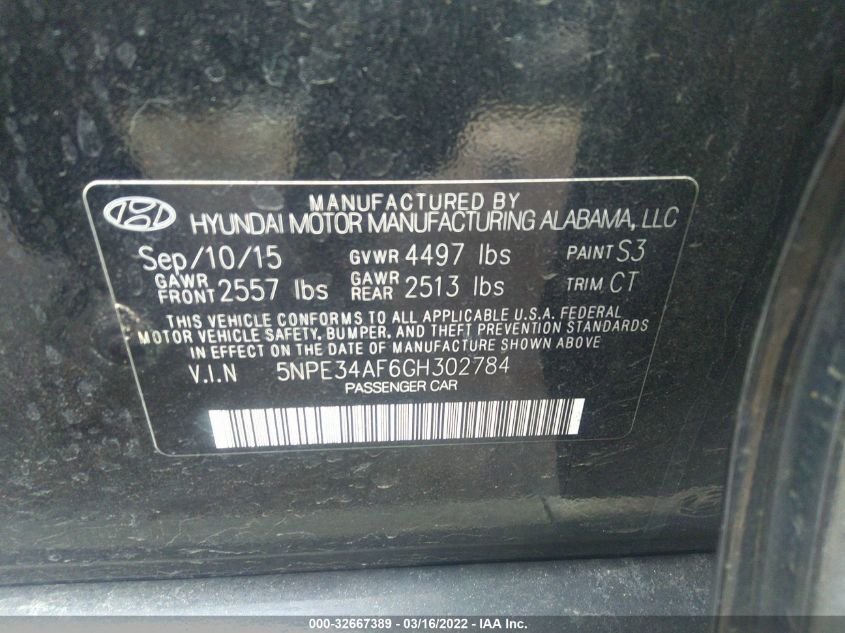 MANUFACTURED BY
HYUNDAI MOTOR MANUFACTURING ALABAMA, LLC
Sep/10/15 GVWR 4497 lbs PAINT S3
GAWR FRONT 2557 lbs GAWR REAR 2513 lbs TRIM CT
THIS VEHICLE CONFORMS TO ALL APPLICABLE U.S.A. FEDERAL
MOTOR VEHICLE SAFETY, BUMPER, AND THEFT PREVENTION STANDARDS
IN EFFECT ON THE DATE OF MANUFACTURE SHOWN ABOVE
V.I.N 5NPE34AF6GH302784
PASSENGER CAR
000-32667389 - 03/16/2022 - IAA Inc.